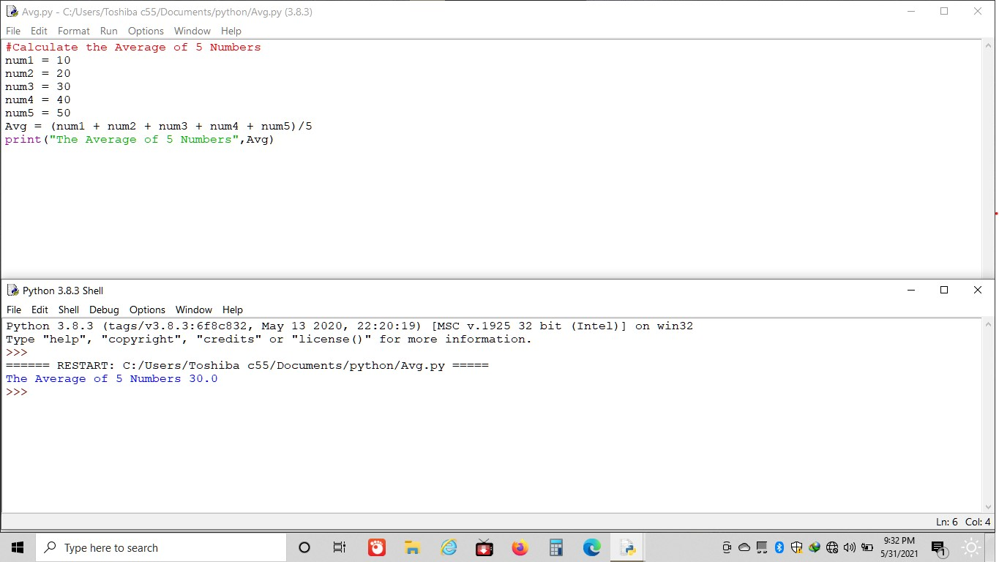 Avg.py - C:/Users/Toshiba c55/Documents/python/Avg.py (3.8.3)
File Edit Format Run Options Window Help
#Calculate the Average of 5 Numbers
num1 = 10
num2 = 20
num3 = 30
num4 = 40
num5 = 50
Avg = (num1 + num2 + num3 + num4 + num5)/5
print("The Average of 5 Numbers",Avg)
Python 3.8.3 Shell
File Edit Shell Debug Options Window Help
Python 3.8.3 (tags/v3.8.3:6f8c832, May 13 2020, 22:20:19) [MSC v.1925 32 bit (Intel)] on win32
Type "help", "copyright", "credits" or "license()" for more information.
>>>
====== RESTART: C:/Users/Toshiba c55/Documents/python/Avg.py =====
The Average of 5 Numbers 30.0
>>>
Ln: 6 Col: 4
Type here to search
9:32 PM
5/31/2021
1